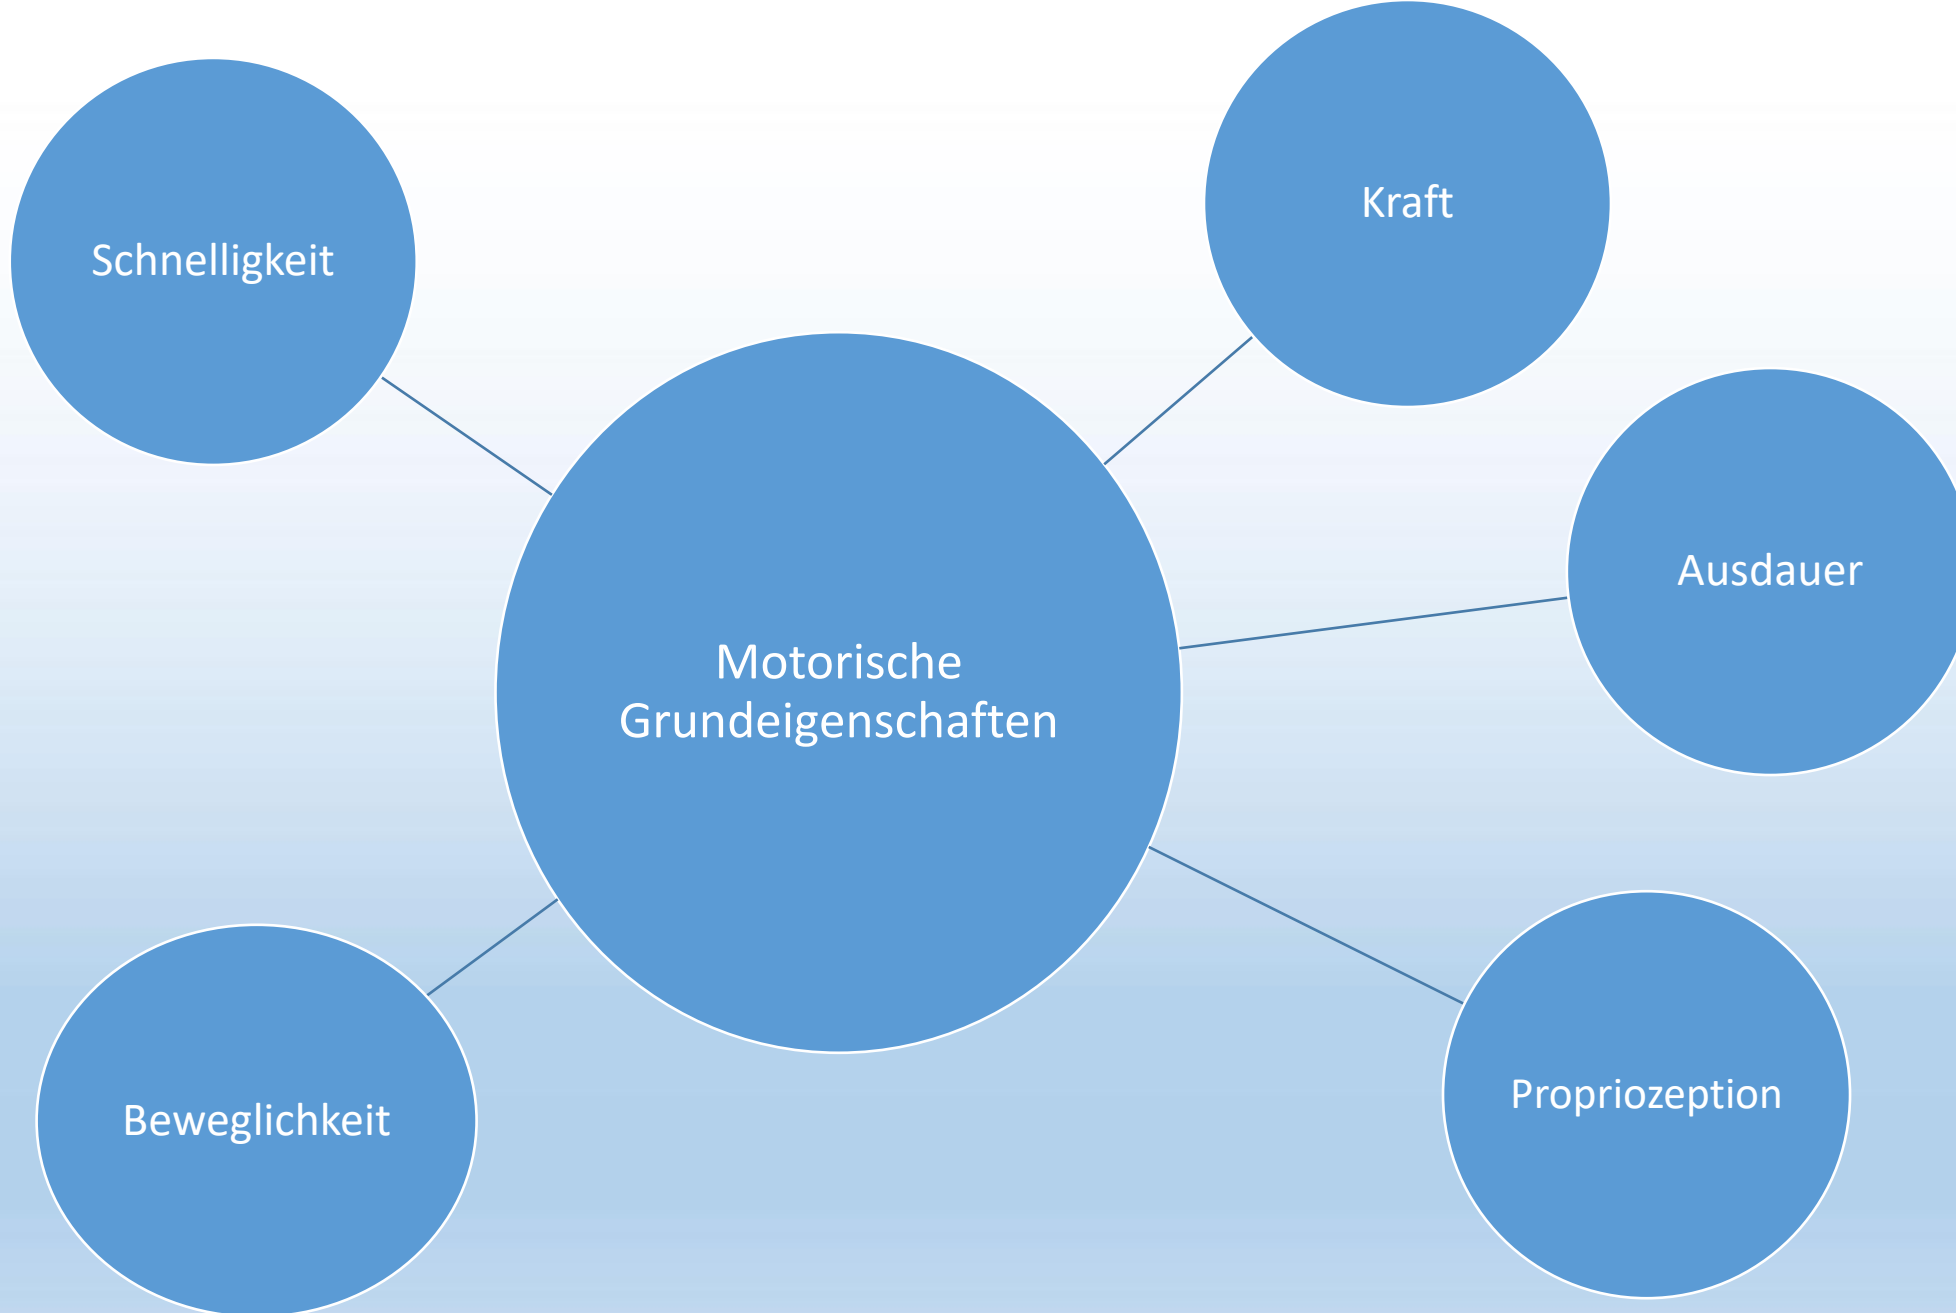 Kraft
Schnelligkeit
Ausdauer
Motorische
Grundeigenschaften
Propriozeption
Beweglichkeit